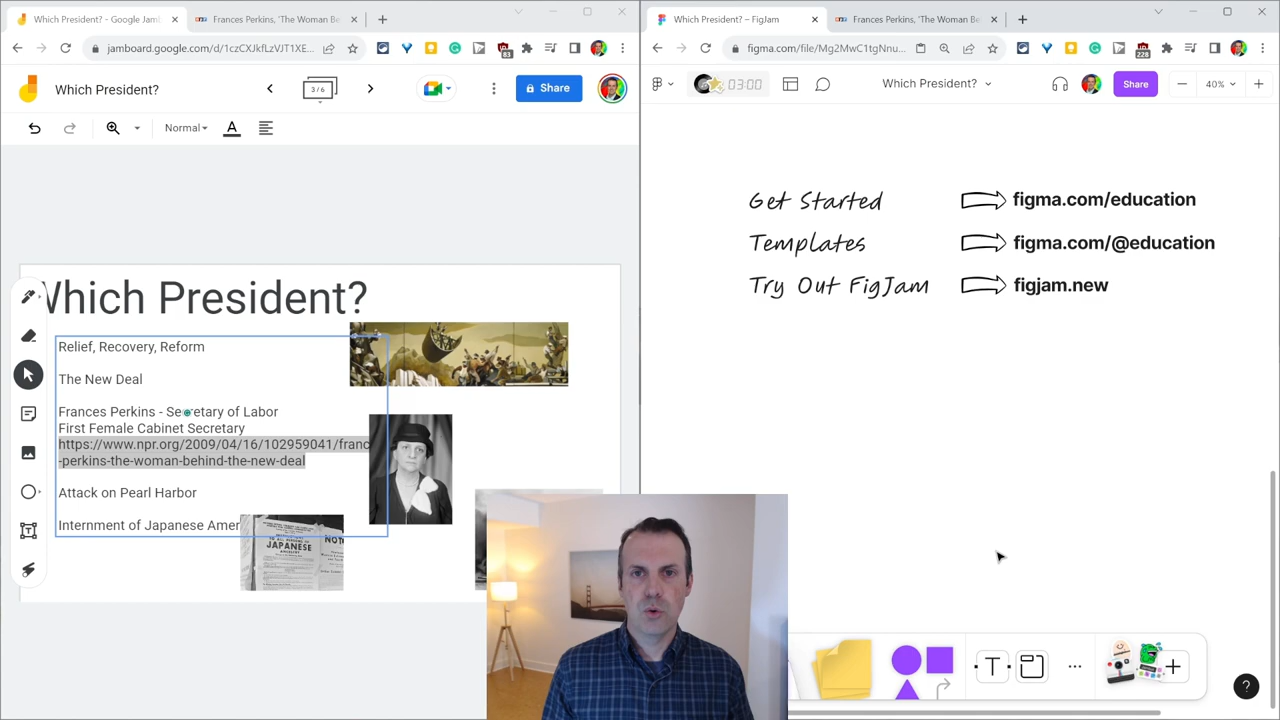 Which President? - Google Jamb
Frances Perkins, 'The Woman Be
jamboard.google.com/d/1czCXJkfLzVJT1XE...
83
Which President?
3 / 6
Share
Normal
A
Which President?
Relief, Recovery, Reform
The New Deal
Frances Perkins - Secretary of Labor
First Female Cabinet Secretary
https://www.npr.org/2009/04/16/102959041/franc
-perkins-the-woman-behind-the-new-deal
Attack on Pearl Harbor
Internment of Japanese Amer
JAPANESE
NOT
Which President? – FigJam
Frances Perkins, 'The Woman Be
figma.com/file/Mg2MwC1tgNnu...
228
03:00
Which President?
Share
40%
Get Started
figma.com/education
Templates
figma.com/@education
Try Out FigJam
figjam.new
T
?